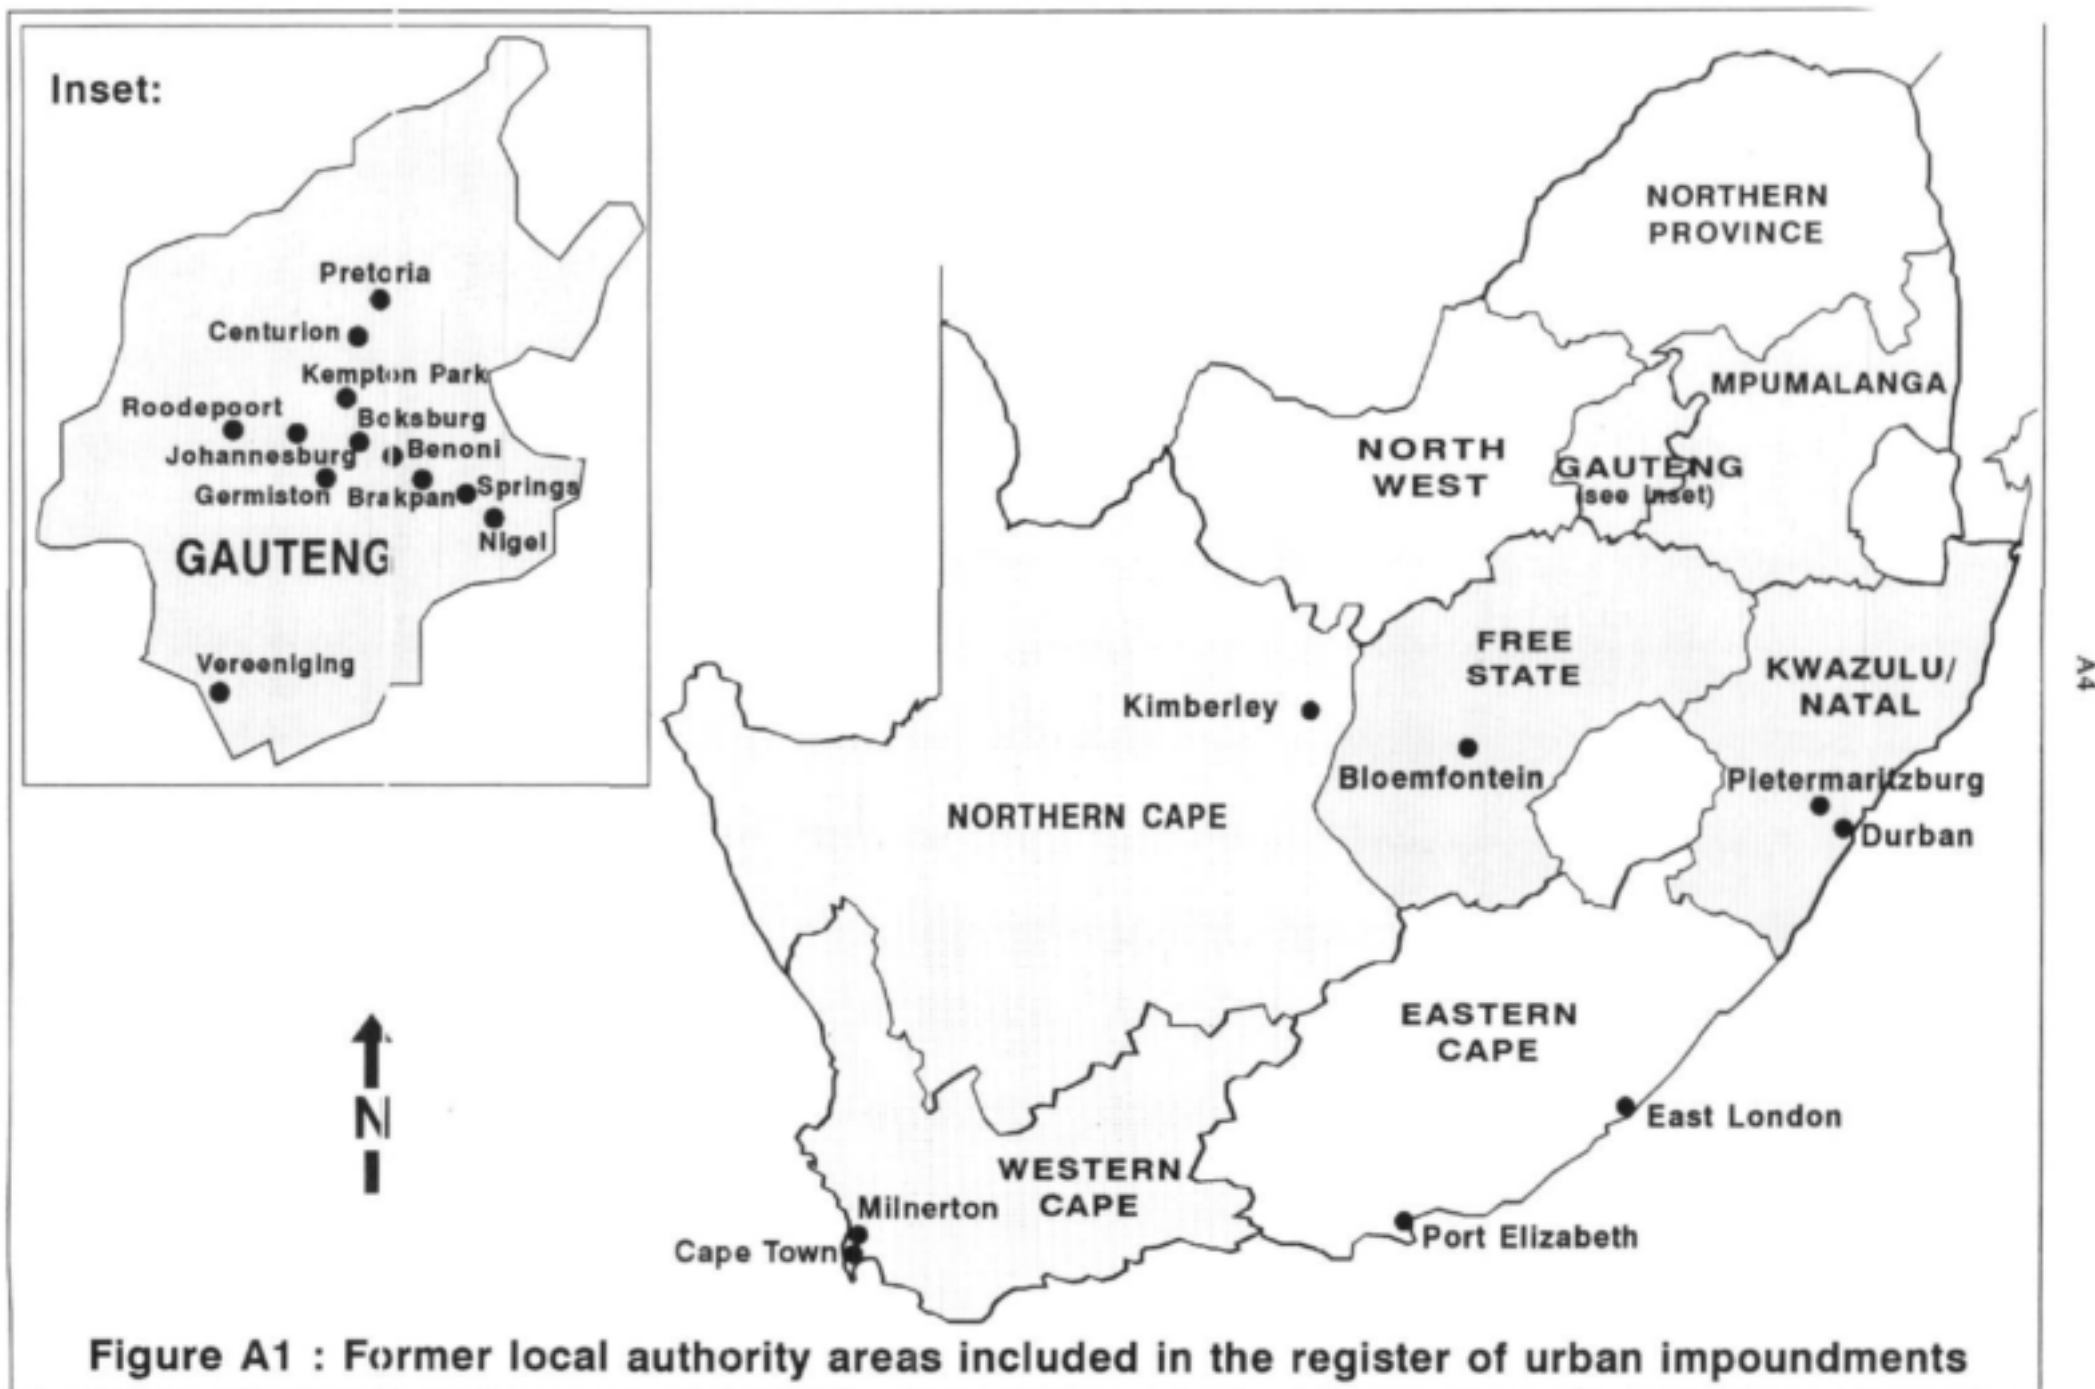 Inset:
Pretoria
Centurion
Kempton Park
Roodepoort
Boksburg
Johannesburg
Benoni
Germiston
Brakpan
Springs
Nigel
GAUTENG
Vereeniging
N
NORTHERN
PROVINCE
MPUMALANGA
NORTH
WEST
GAUTENG
(see Inset)
FREE
STATE
KWAZULU/
NATAL
Kimberley
Bloemfontein
Pietermaritzburg
Durban
NORTHERN CAPE
EASTERN
CAPE
East London
WESTERN
CAPE
Milnerton
Cape Town
Port Elizabeth
A4
Figure A1 : Former local authority areas included in the register of urban impoundments